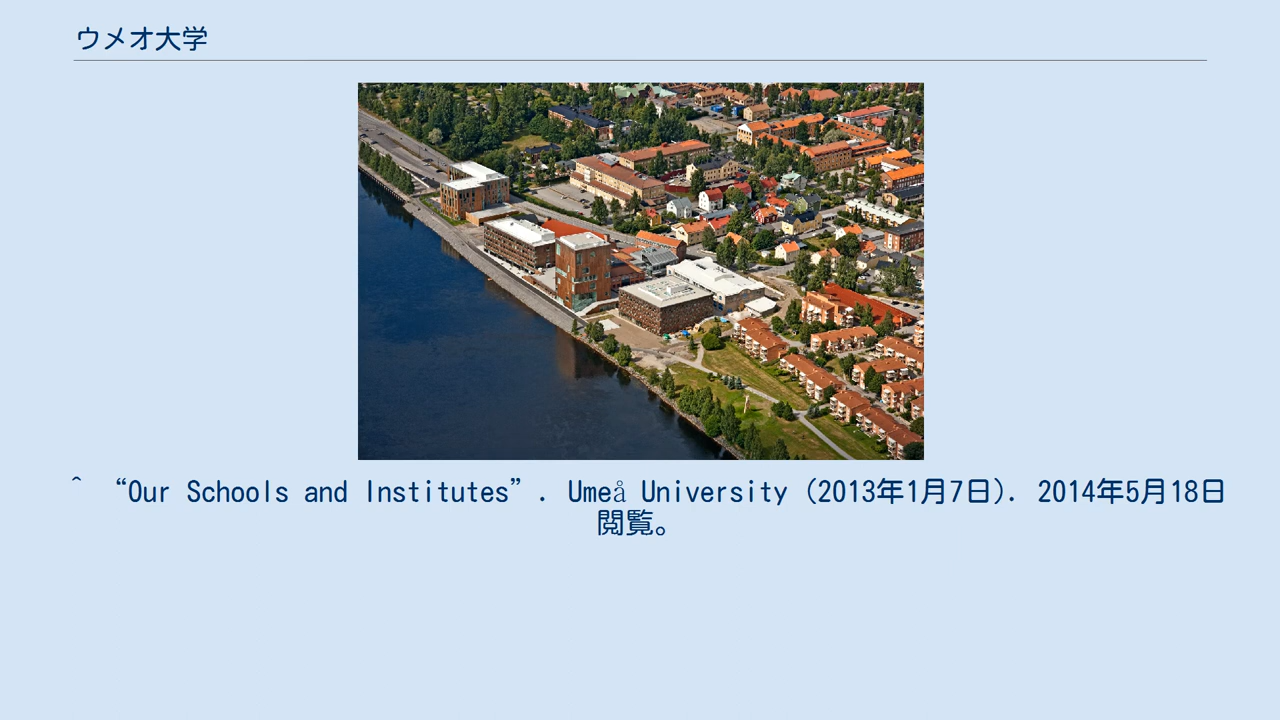 ウメオ大学
^ “Our Schools and Institutes”. Umeå University (2013年1月7日). 2014年5月18日
閲覧。